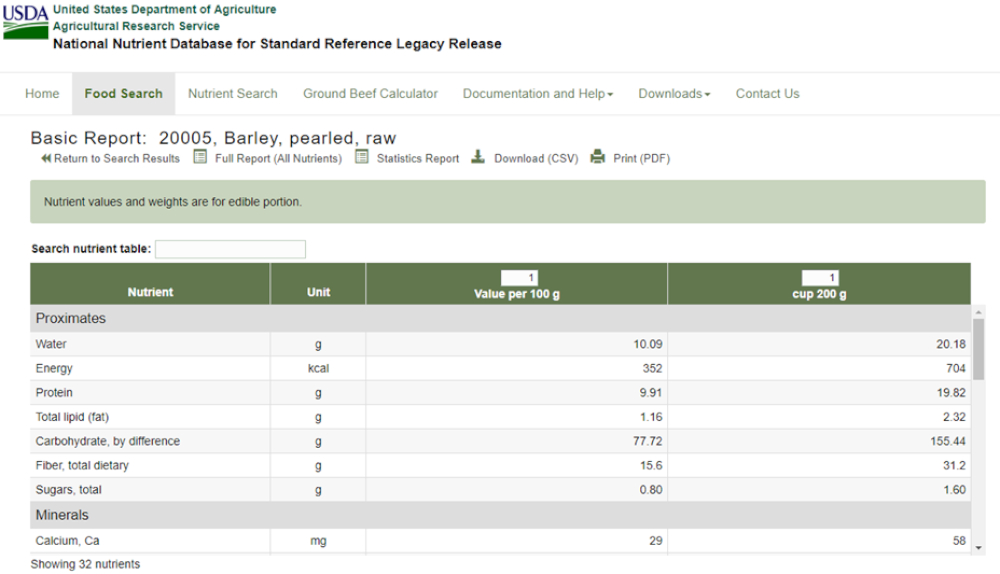 USDA United States Department of Agriculture
Agricultural Research Service
National Nutrient Database for Standard Reference Legacy Release
Home Food Search Nutrient Search Ground Beef Calculator Documentation and Help Downloads Contact Us
Basic Report: 20005, Barley, pearled, raw
Return to Search Results Full Report (All Nutrients) Statistics Report Download (CSV) Print (PDF)
Nutrient values and weights are for edible portion.
Search nutrient table:
1 1
Nutrient Unit Value per 100 g cup 200 g
Proximates
Water g 10.09 20.18
Energy kcal 352 704
Protein g 9.91 19.82
Total lipid (fat) g 1.16 2.32
Carbohydrate, by difference g 77.72 155.44
Fiber, total dietary g 15.6 31.2
Sugars, total g 0.80 1.60
Minerals
Calcium, Ca mg 29 58
Showing 32 nutrients